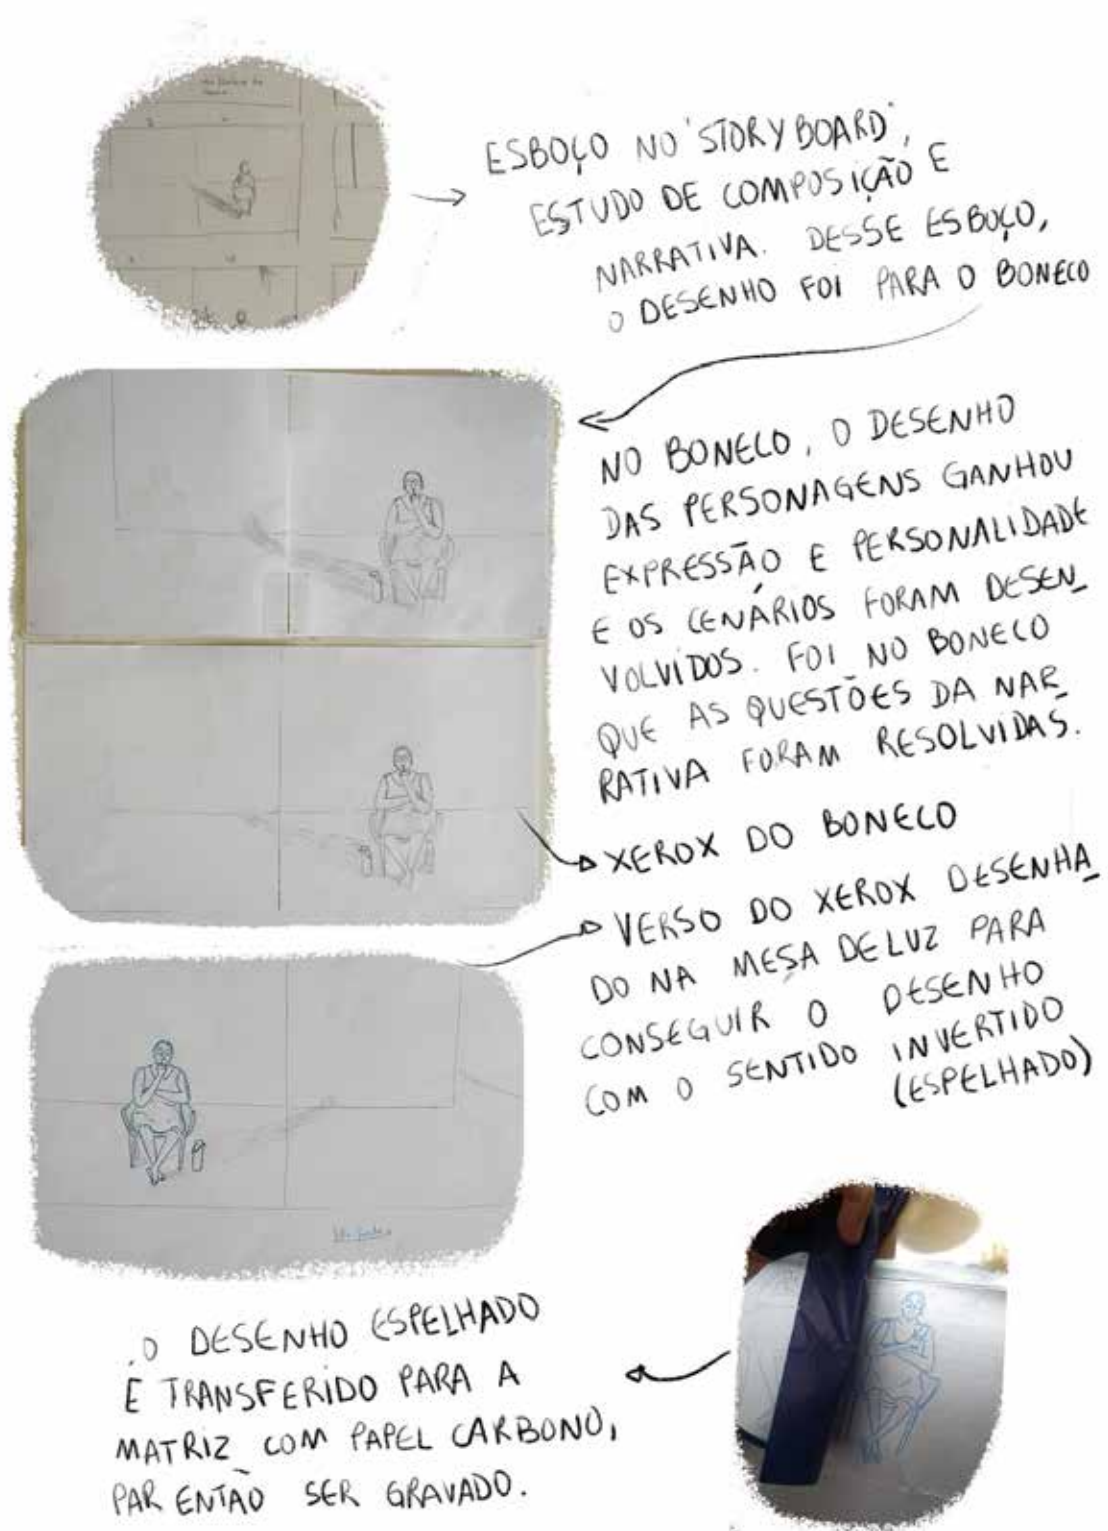 ESBOÇO NO 'STORYBOARD',
ESTUDO DE COMPOSIÇÃO E
NARRATIVA. DESSE ESBOÇO,
O DESENHO FOI PARA O BONECO
NO BONECO, O DESENHO
DAS PERSONAGENS GANHOU
EXPRESSÃO E PERSONALIDADE
E OS CENÁRIOS FORAM DESEN_
VOLVIDOS. FOI NO BONECO
QUE AS QUESTÕES DA NAR_
RATIVA FORAM RESOLVIDAS.
XEROX DO BONECO
VERSO DO XEROX DESENHA_
DO NA MESA DE LUZ PARA
CONSEGUIR O DESENHO
COM O SENTIDO INVERTIDO
(ESPELHADO)
O DESENHO ESPELHADO
É TRANSFERIDO PARA A
MATRIZ COM PAPEL CARBONO,
PAR ENTÃO SER GRAVADO.